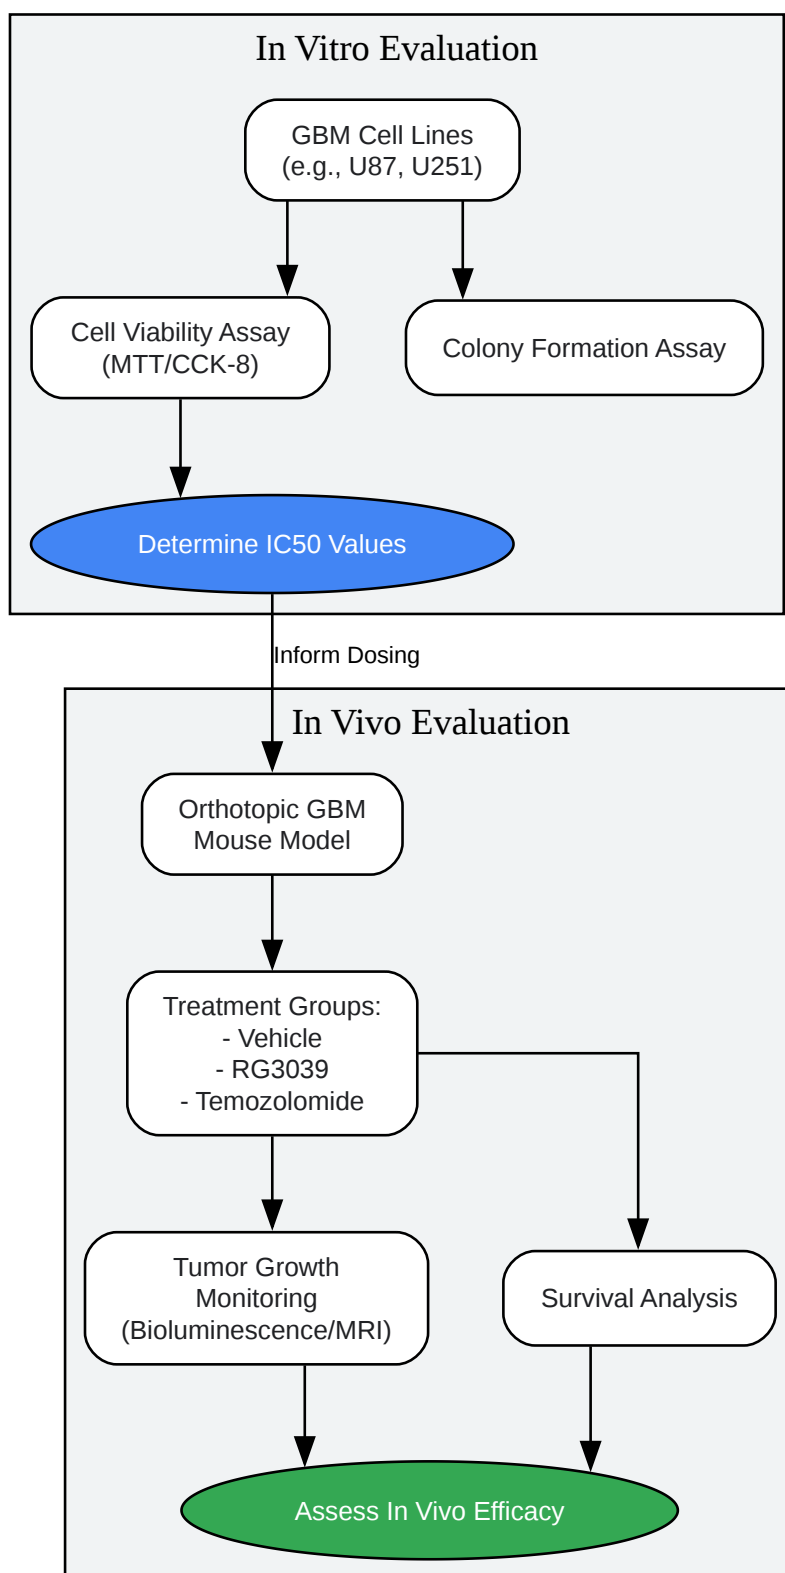 In Vitro Evaluation
GBM Cell Lines
(e.g., U87, U251)
Cell Viability Assay
(MTT/CCK-8)
Colony Formation Assay
Determine IC50 Values
Inform Dosing
In Vivo Evaluation
Orthotopic GBM
Mouse Model
Treatment Groups:
- Vehicle
- RG3039
- Temozolomide
Tumor Growth
Monitoring
(Bioluminescence/MRI)
Survival Analysis
Assess In Vivo Efficacy